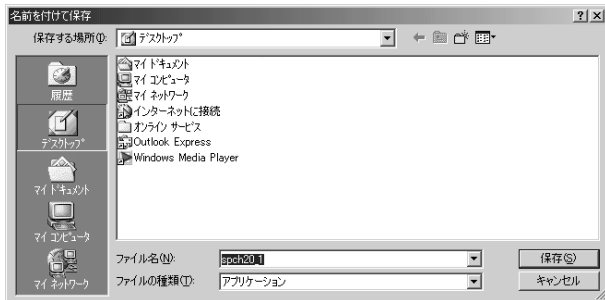 名前を付けて保存
保存する場所(I):
デスクトップ
履歴
デスクトップ
マイ ドキュメント
マイ コンピュータ
マイ ネットワーク
マイ ドキュメント
マイ コンピュータ
マイ ネットワーク
インターネットに接続
オンライン サービス
Outlook Express
Windows Media Player
ファイル名(N):
spch20_1
保存(S)
ファイルの種類(T):
アプリケーション
キャンセル